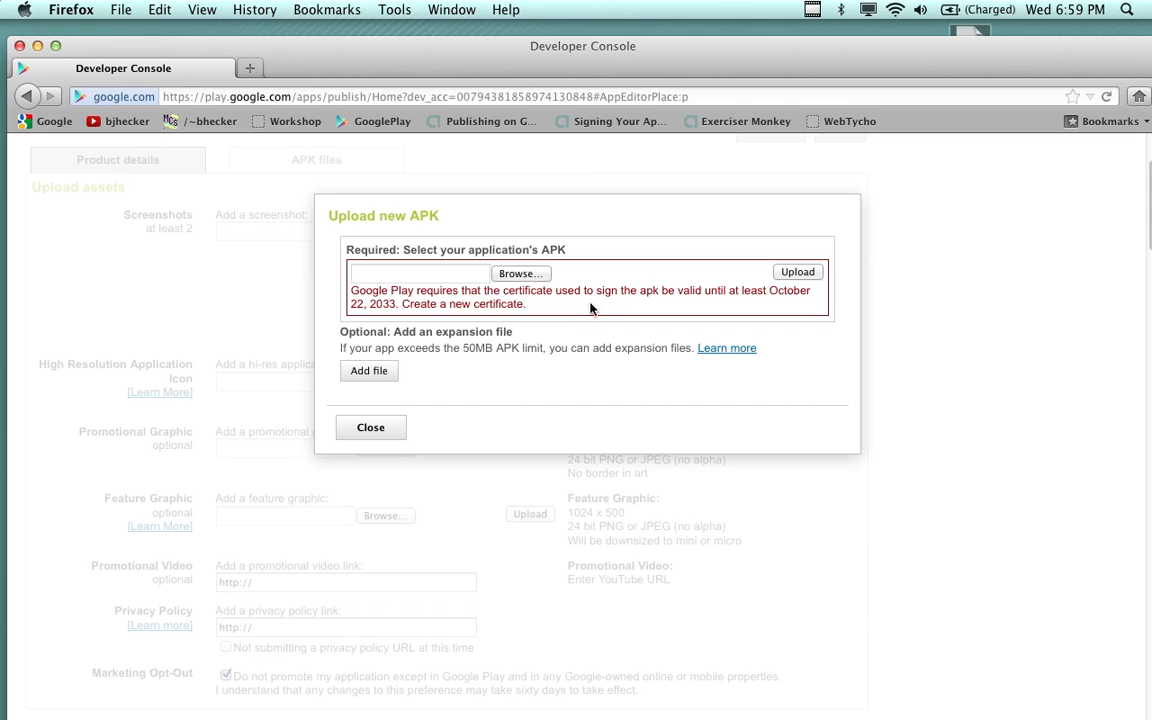 Firefox File Edit View History Bookmarks Tools Window Help (Charged) Wed 6:59 PM
Developer Console
Developer Console
google.com https://play.google.com/apps/publish/Home?dev_acc=00794381858974130848#AppEditorPlace:p
Google bjhecker /~bhecker Workshop GooglePlay Publishing on G... Signing Your Ap... Exerciser Monkey WebTycho Bookmarks
Product details APK files
Upload assets
Screenshots
at least 2
Add a screenshot:
Upload new APK
Required: Select your application's APK
Browse... Upload
Google Play requires that the certificate used to sign the apk be valid until at least October
22, 2033. Create a new certificate.
Optional: Add an expansion file
If your app exceeds the 50MB APK limit, you can add expansion files. Learn more
Add file
Close
High Resolution Application
Icon
[Learn More]
Add a hi-res applic
Promotional Graphic
optional
Add a promotional g
24 bit PNG or JPEG (no alpha)
No border in art
Feature Graphic
optional
[Learn More]
Add a feature graphic:
Browse... Upload
Feature Graphic:
1024 x 500
24 bit PNG or JPEG (no alpha)
Will be downsized to mini or micro
Promotional Video
optional
Add a promotional video link:
http://
Promotional Video:
Enter YouTube URL
Privacy Policy
[Learn more]
Add a privacy policy link:
http://
Not submitting a privacy policy URL at this time
Marketing Opt-Out
Do not promote my application except in Google Play and in any Google-owned online or mobile properties.
I understand that any changes to this preference may take sixty days to take effect.